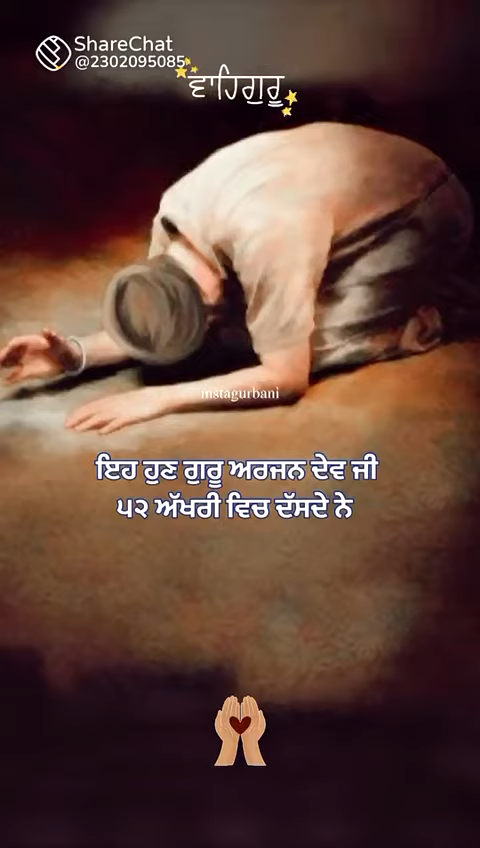 ShareChat
@2302095085
ਵਾਹਿਗੁਰੂ
instagurbani
ਇਹ ਹੁਣ ਗੁਰੂ ਅਰਜਨ ਦੇਵ ਜੀ
੫੨ ਅੱਖਰੀ ਵਿਚ ਦੱਸਦੇ ਨੇ